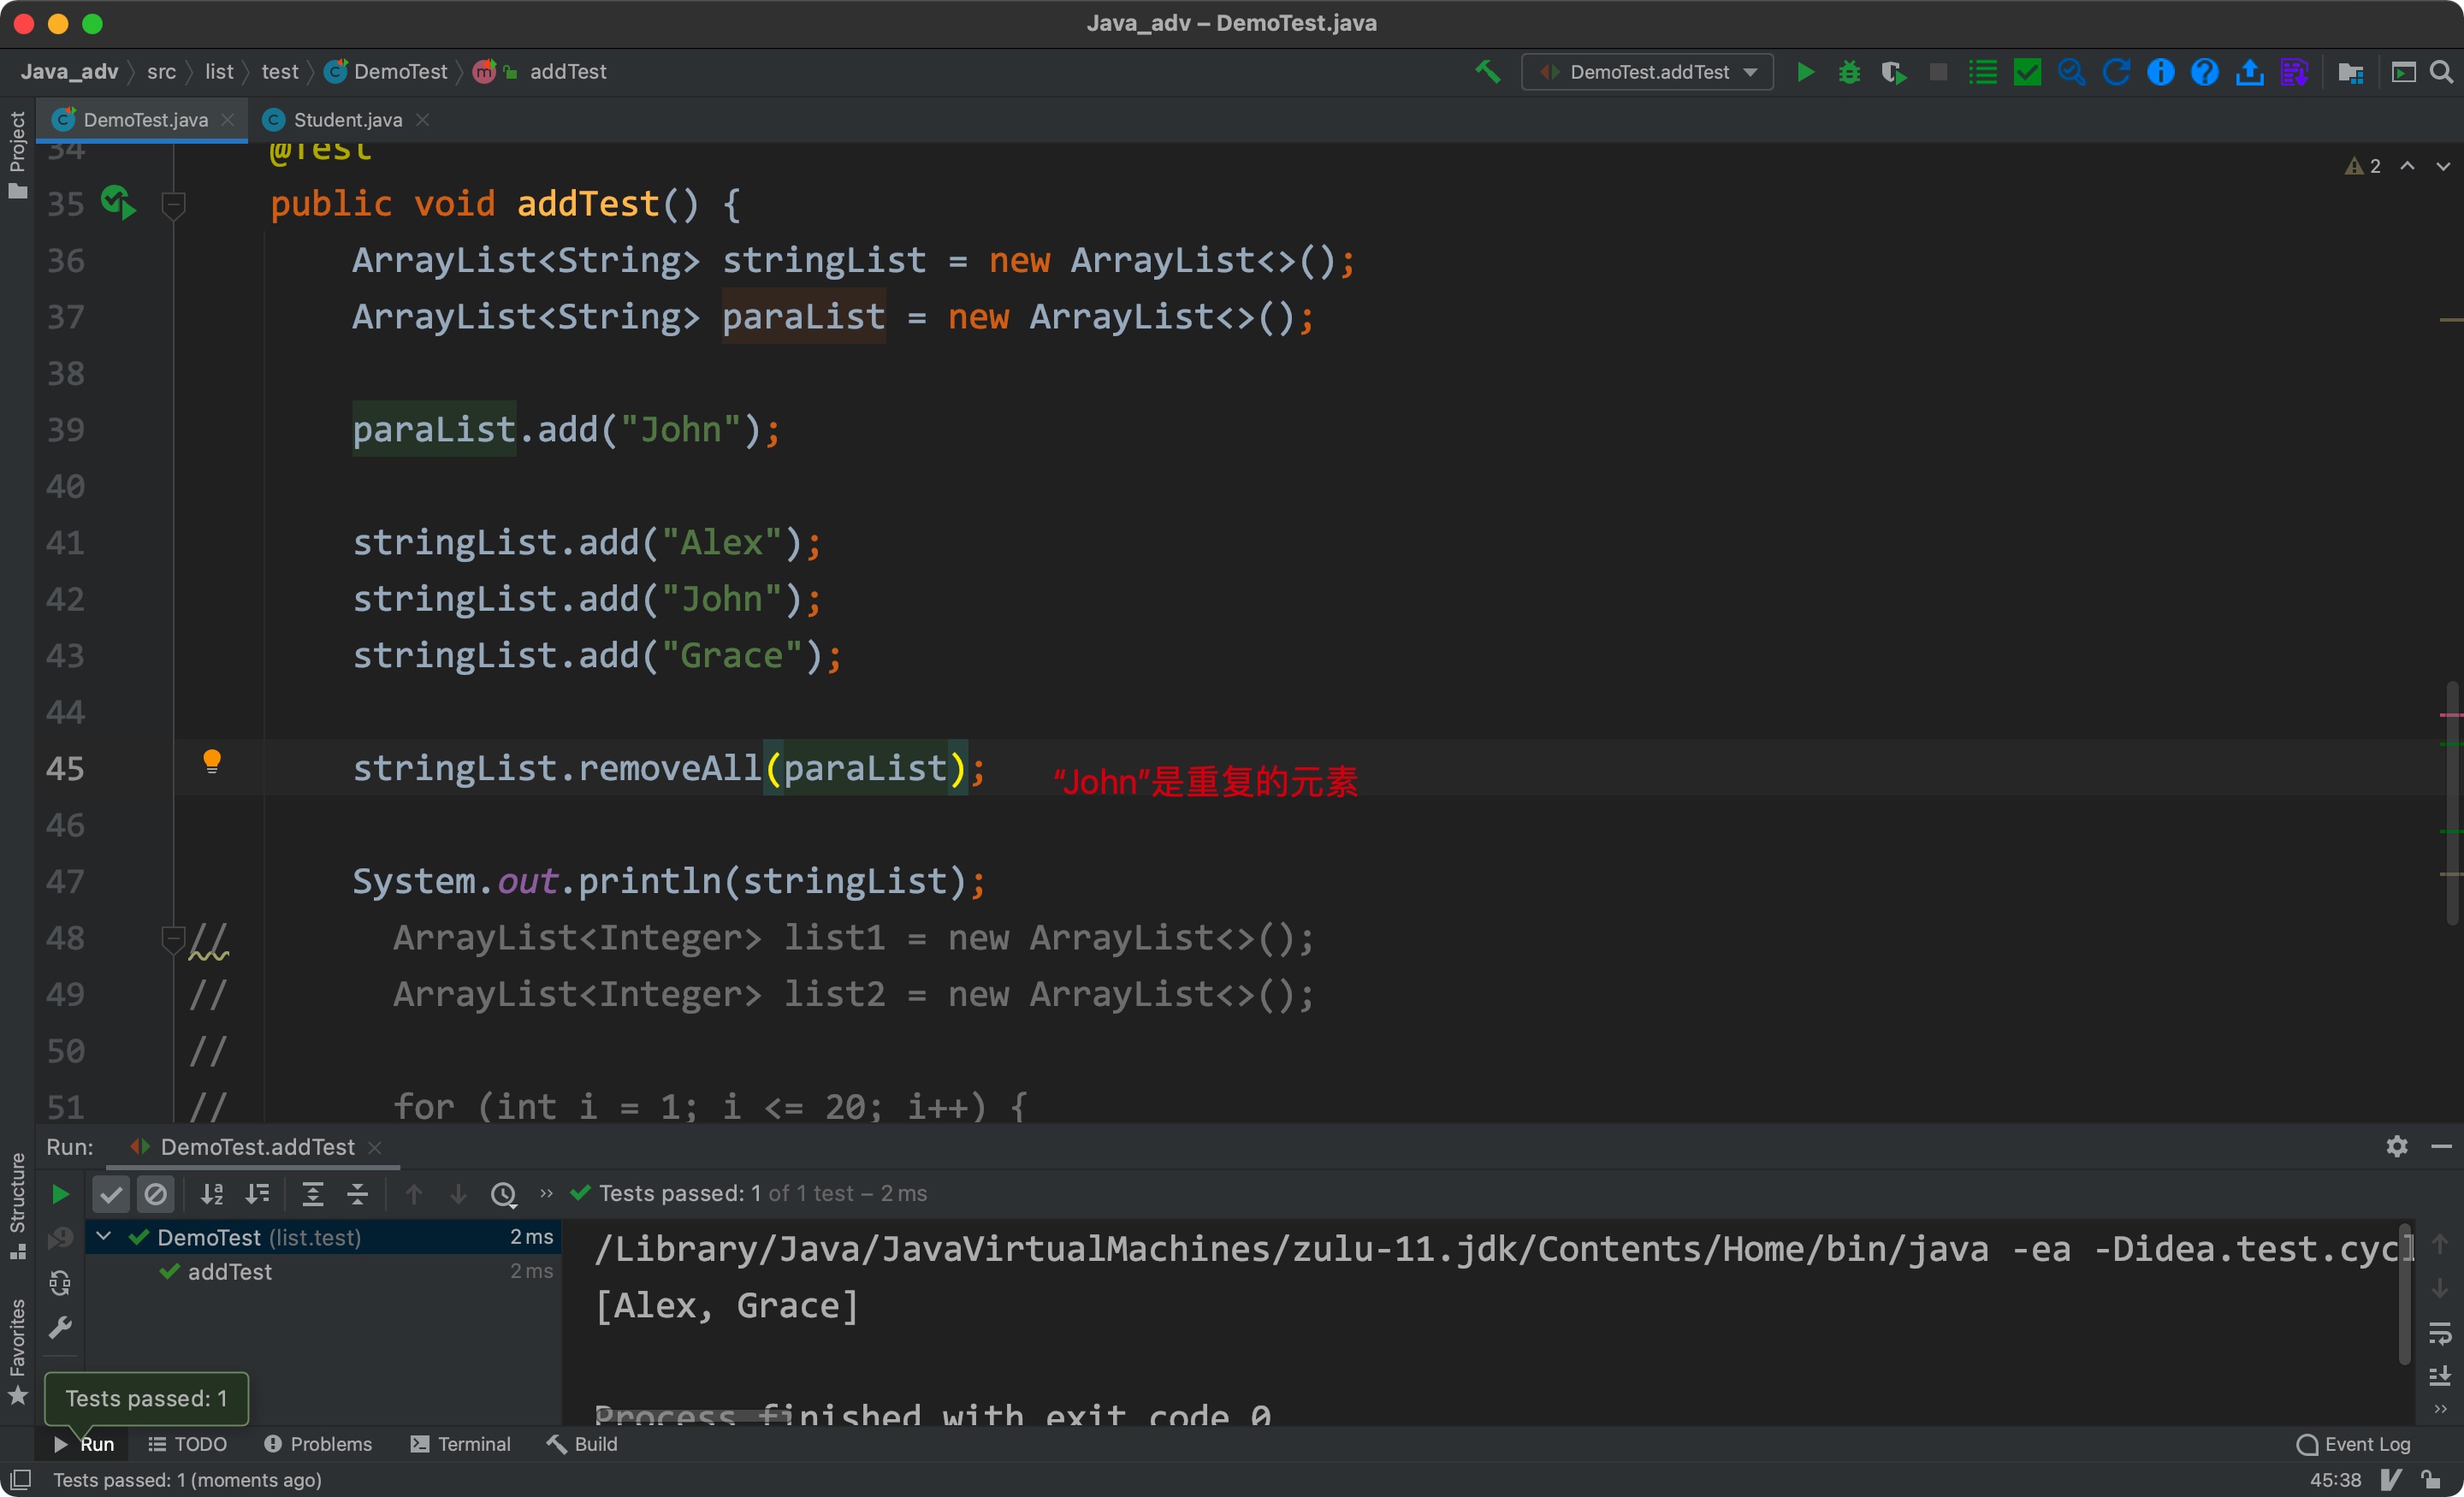 Java_adv – DemoTest.java
Java_adv src list test DemoTest addTest
DemoTest.addTest
Project
DemoTest.java
Student.java
2
34 @Test
35 public void addTest() {
36 ArrayList<String> stringList = new ArrayList<>();
37 ArrayList<String> paraList = new ArrayList<>();
38
39 paraList.add("John");
40
41 stringList.add("Alex");
42 stringList.add("John");
43 stringList.add("Grace");
44
45 stringList.removeAll(paraList); “John”是重复的元素
46
47 System.out.println(stringList);
48 // ArrayList<Integer> list1 = new ArrayList<>();
49 // ArrayList<Integer> list2 = new ArrayList<>();
50 //
51 // for (int i = 1; i <= 20; i++) {
Structure
Favorites
Run: DemoTest.addTest
Tests passed: 1 of 1 test – 2 ms
DemoTest (list.test) 2 ms
addTest 2 ms
/Library/Java/JavaVirtualMachines/zulu-11.jdk/Contents/Home/bin/java -ea -Didea.test.cycl
[Alex, Grace]
Process finished with exit code 0
Tests passed: 1
Run TODO Problems Terminal Build Event Log
Tests passed: 1 (moments ago) 45:38